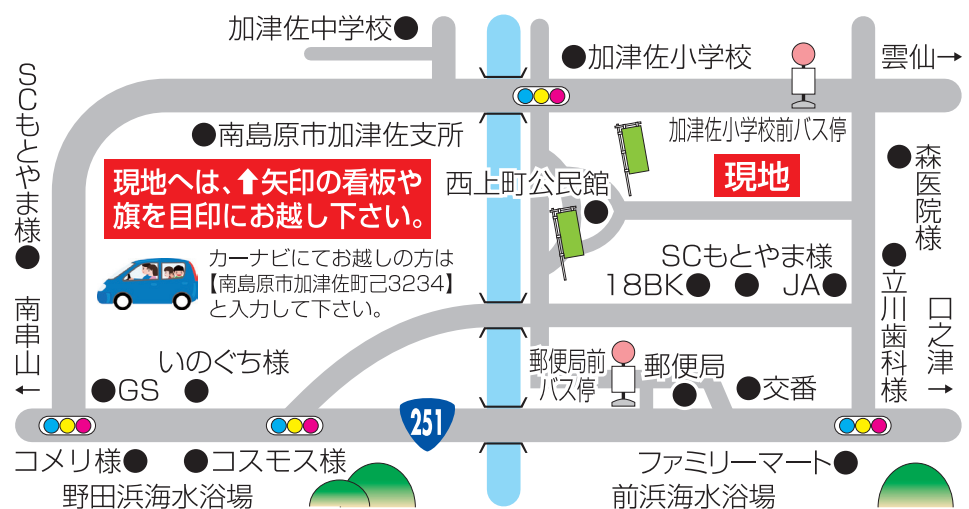 加津佐中学校
加津佐小学校
雲仙→
SCもとやま様
南島原市加津佐支所
加津佐小学校前バス停
現地へは、↑矢印の看板や
旗を目印にお越し下さい。
西上町公民館
現地
森医院様
カーナビにてお越しの方は
【南島原市加津佐町己3234】
と入力して下さい。
SCもとやま様
18BK
JA
立川歯科様
南串山
←
口之津
→
いのぐち様
GS
郵便局前
バス停
郵便局
交番
251
コメリ様
コスモス様
ファミリーマート
野田浜海水浴場
前浜海水浴場